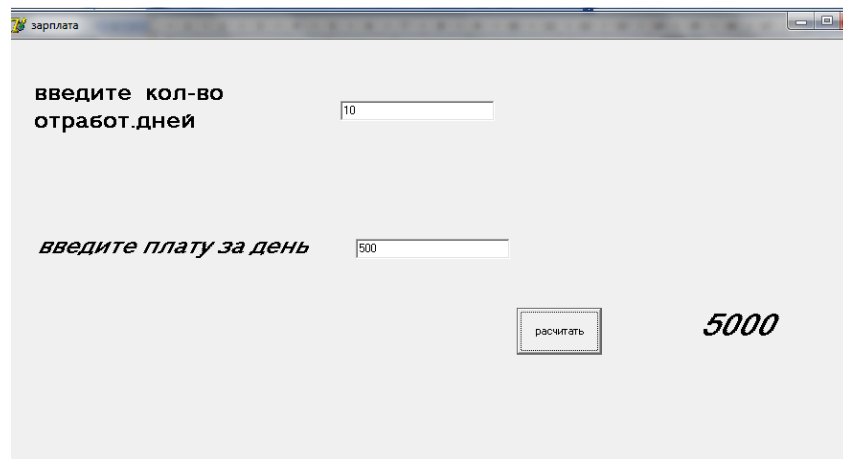 зарплата
введите кол-во
отработ.дней
10
введите плату за день
500
расчитать
5000